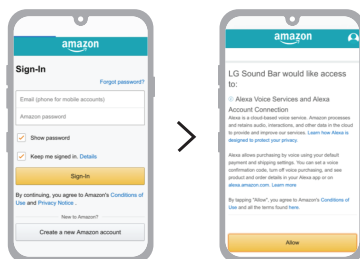 amazon
Sign-In
Forgot password?
Email (phone for mobile accounts)
Amazon password
Show password
Keep me signed in. Details
Sign-In
By continuing, you agree to Amazon's Conditions of
Use and Privacy Notice .
New to Amazon?
Create a new Amazon account
amazon
LG Sound Bar would like access
to:
Alexa Voice Services and Alexa
Account Connection
Alexa is a cloud-based voice service. Amazon processes
and retains audio, interactions, and other data in the cloud
to provide and improve our services. Learn how Alexa is
designed to protect your privacy.
Alexa allows purchasing by voice using your default
payment and shipping settings. You can set a voice
confirmation code, turn off voice purchasing, and see
product and order details in your Alexa app or on
alexa.amazon.com. Learn more
By tapping "Allow", you agree to Amazon's Conditions of
Use and all the terms found here.
Allow